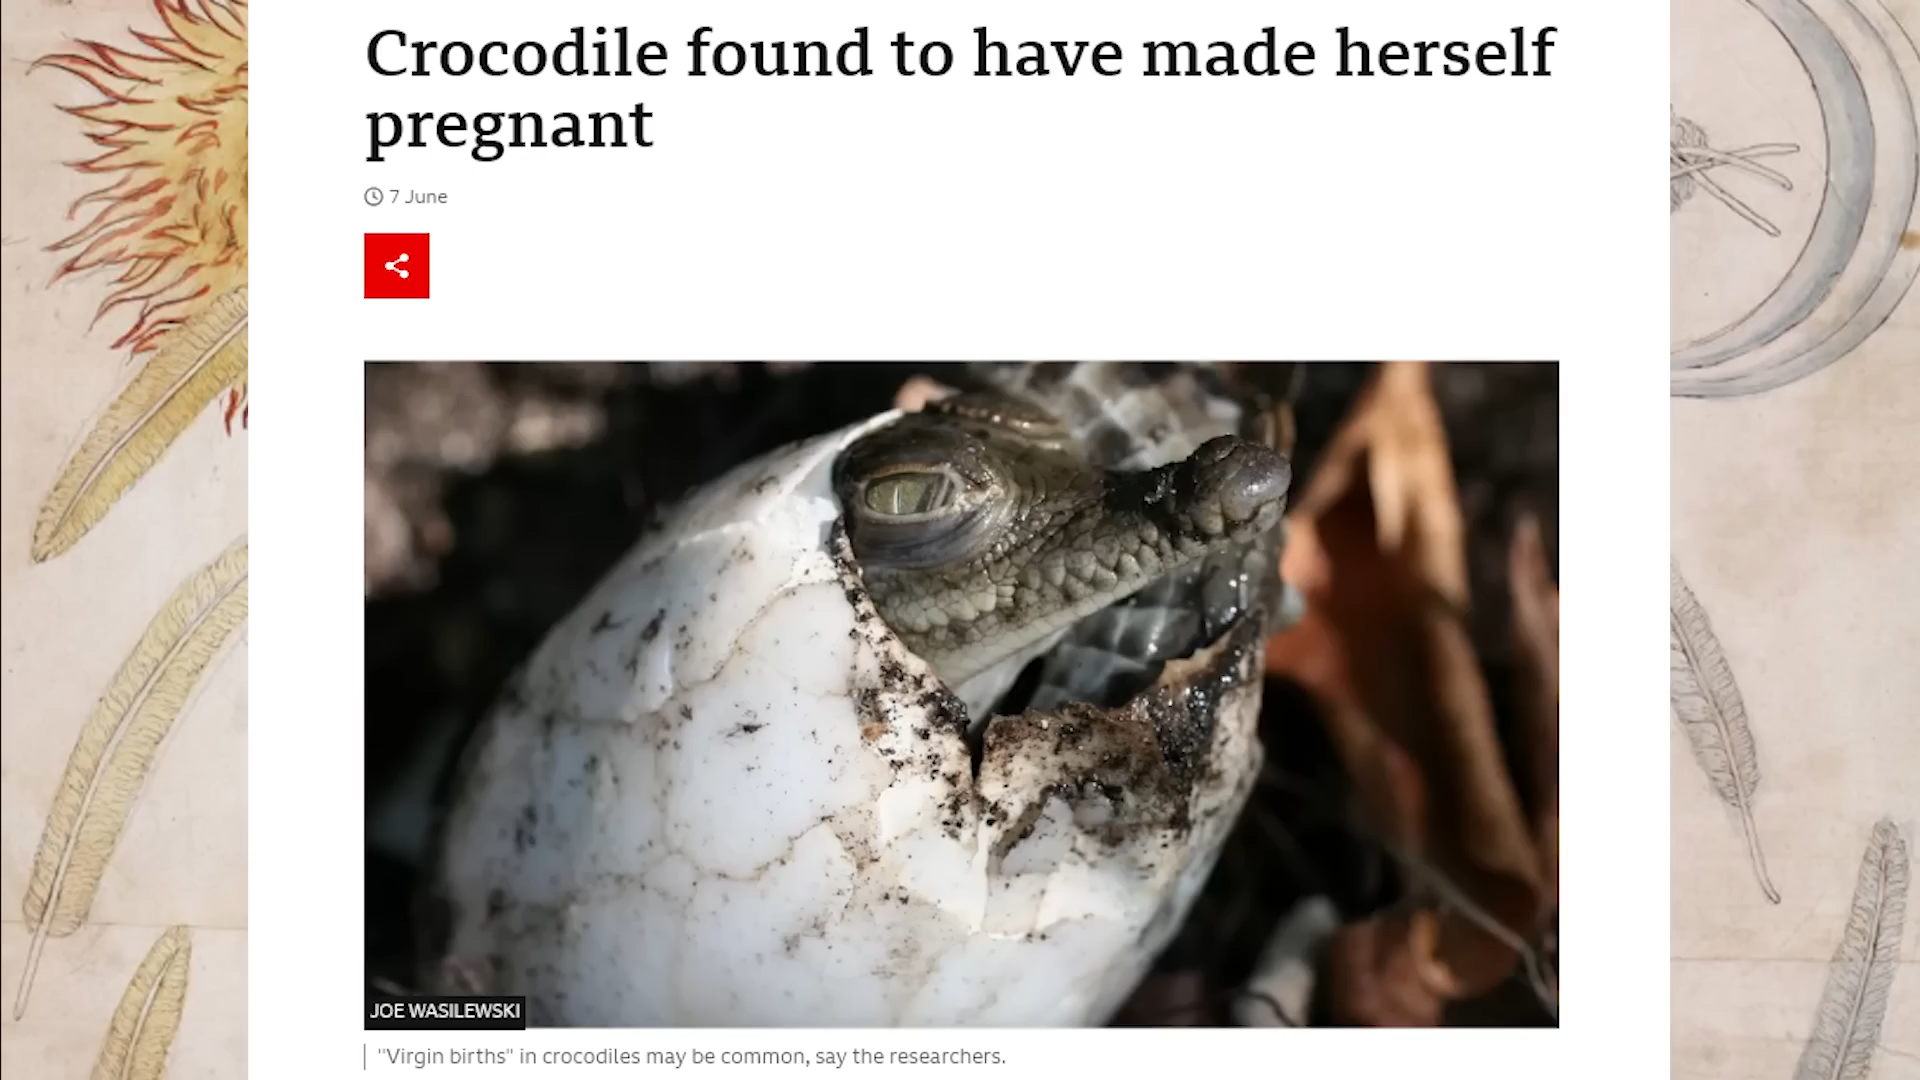 Crocodile found to have made herself
pregnant
7 June
JOE WASILEWSKI
"Virgin births" in crocodiles may be common, say the researchers.